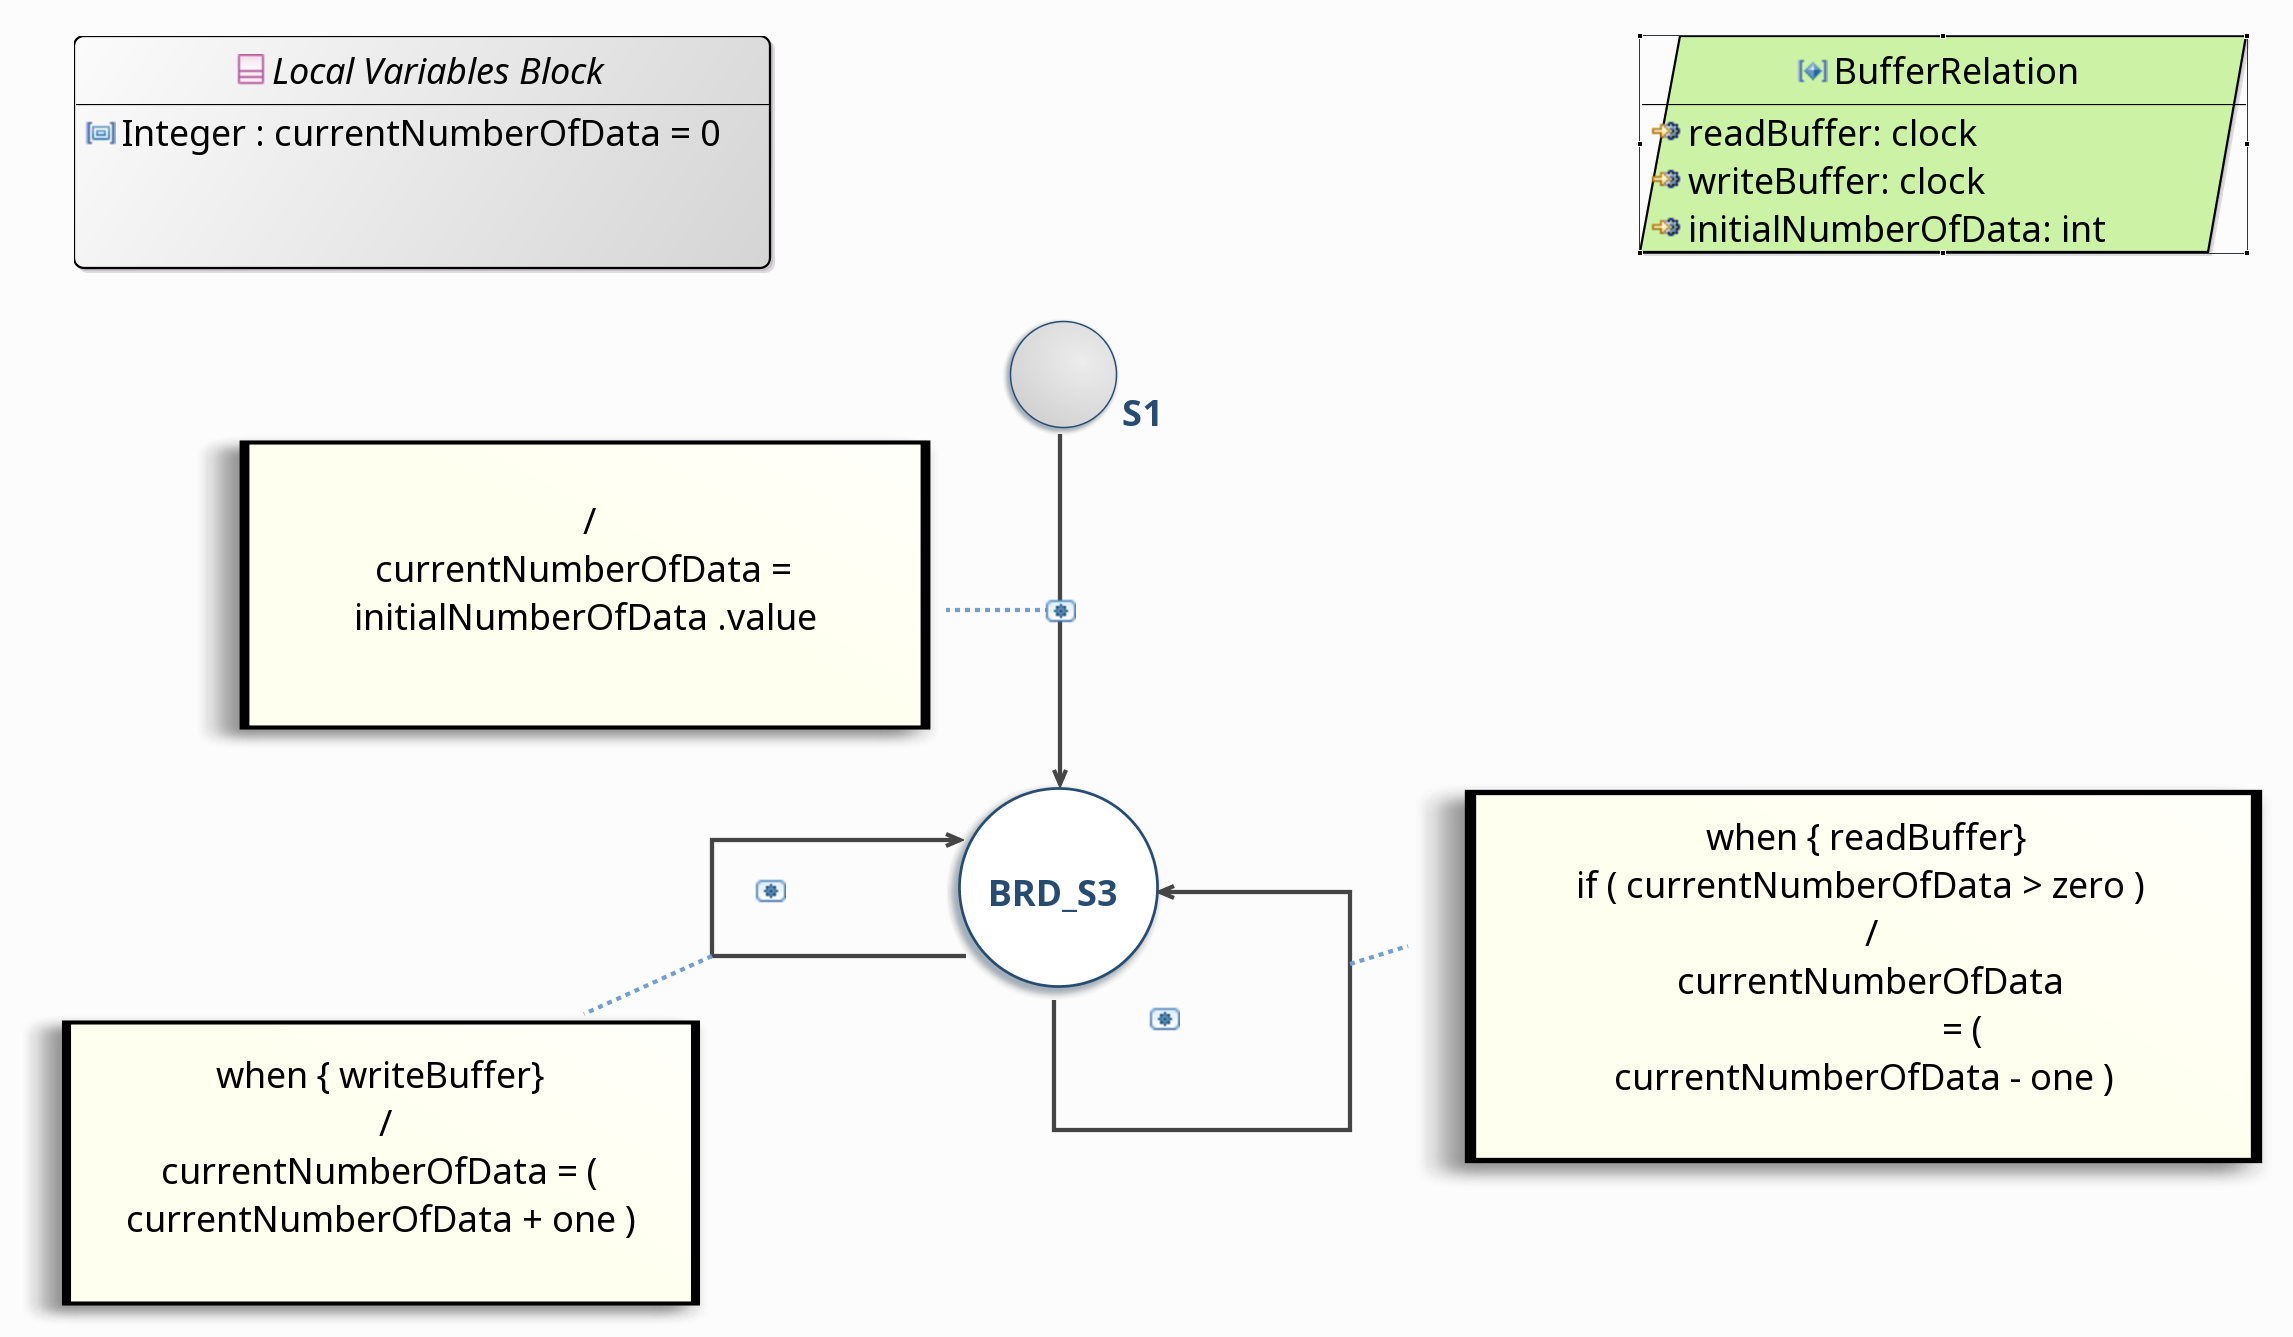 Local Variables Block
Integer : currentNumberOfData = 0
BufferRelation
readBuffer: clock
writeBuffer: clock
initialNumberOfData: int
S1
/
currentNumberOfData =
initialNumberOfData .value
BRD_S3
when { readBuffer}
if ( currentNumberOfData > zero )
/
currentNumberOfData
= (
currentNumberOfData - one )
when { writeBuffer}
/
currentNumberOfData = (
currentNumberOfData + one )